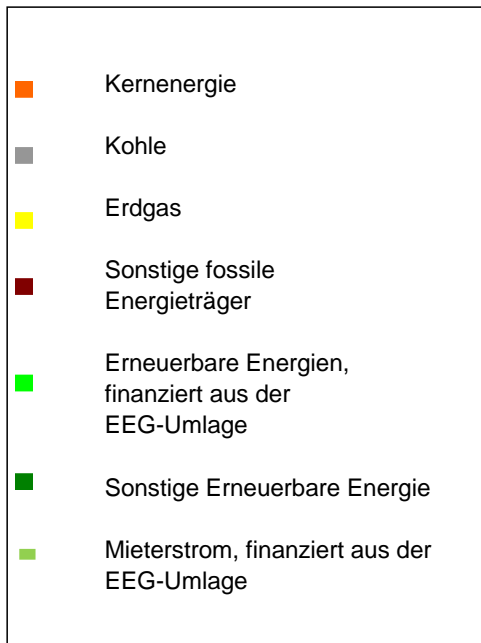 Kernenergie
Kohle
Erdgas
Sonstige fossile
Energieträger
Erneuerbare Energien,
finanziert aus der
EEG-Umlage
Sonstige Erneuerbare Energie
Mieterstrom, finanziert aus der
EEG-Umlage